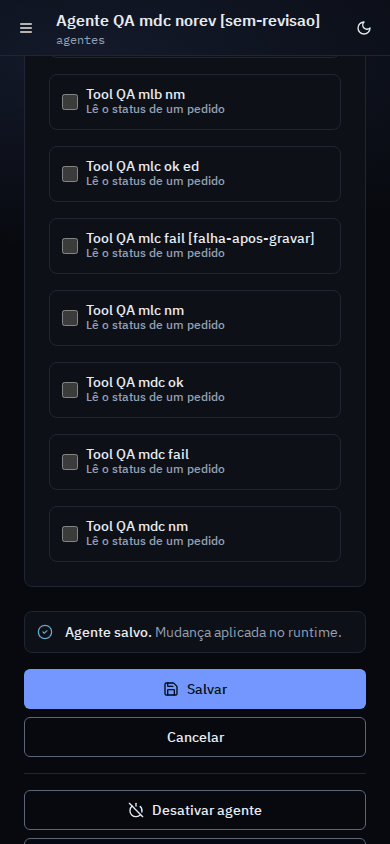 Agente QA mdc norev [sem-revisao]
agentes
Tool QA mlb nm
Lê o status de um pedido
Tool QA mlc ok ed
Lê o status de um pedido
Tool QA mlc fail [falha-apos-gravar]
Lê o status de um pedido
Tool QA mlc nm
Lê o status de um pedido
Tool QA mdc ok
Lê o status de um pedido
Tool QA mdc fail
Lê o status de um pedido
Tool QA mdc nm
Lê o status de um pedido
Agente salvo. Mudança aplicada no runtime.
Salvar
Cancelar
Desativar agente